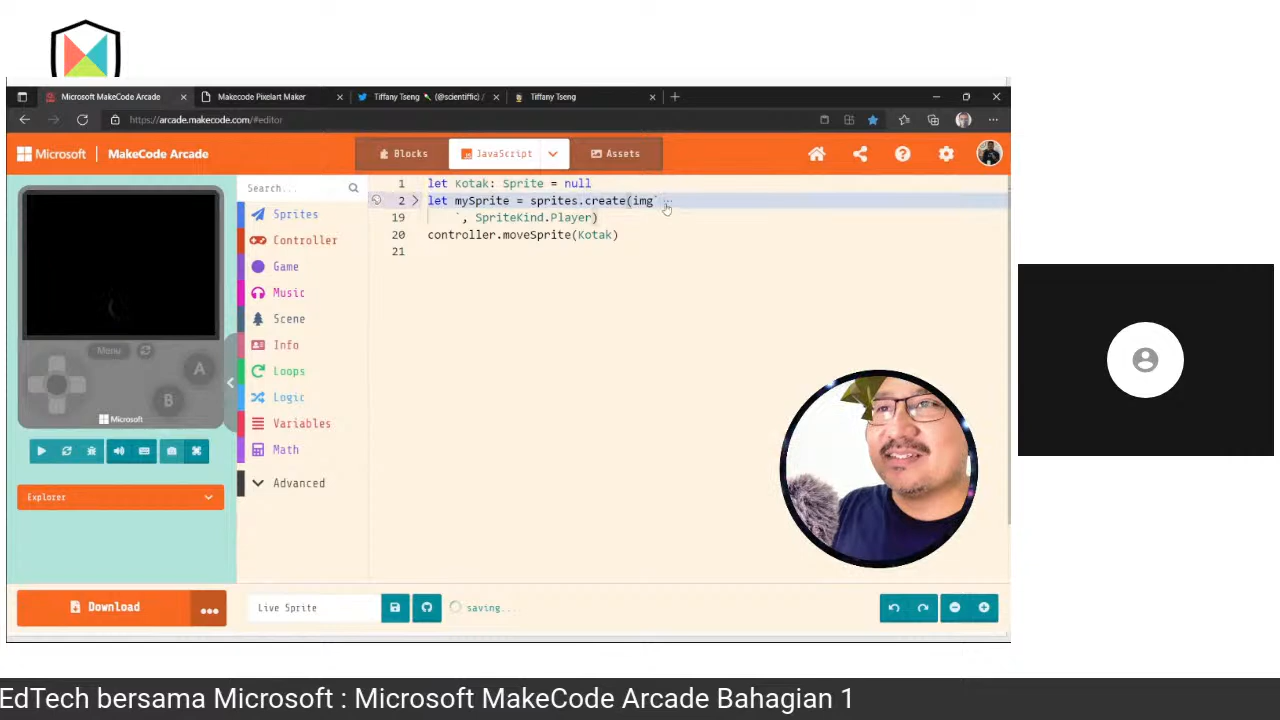 Microsoft MakeCode Arcade
Makecode Pixelart Maker
Tiffany Tseng (@scientiffic) /
Tiffany Tseng
https://arcade.makecode.com/#editor
Microsoft | MakeCode Arcade
Blocks
JavaScript
Assets
Search...
Sprites
Controller
Game
Music
Scene
Info
Loops
Logic
Variables
Math
Advanced
1 let Kotak: Sprite = null
2 let mySprite = sprites.create(img` ...
19 `, SpriteKind.Player)
20 controller.moveSprite(Kotak)
21
Menu
A
B
Microsoft
Explorer
Download
Live Sprite
saving...
EdTech bersama Microsoft : Microsoft MakeCode Arcade Bahagian 1